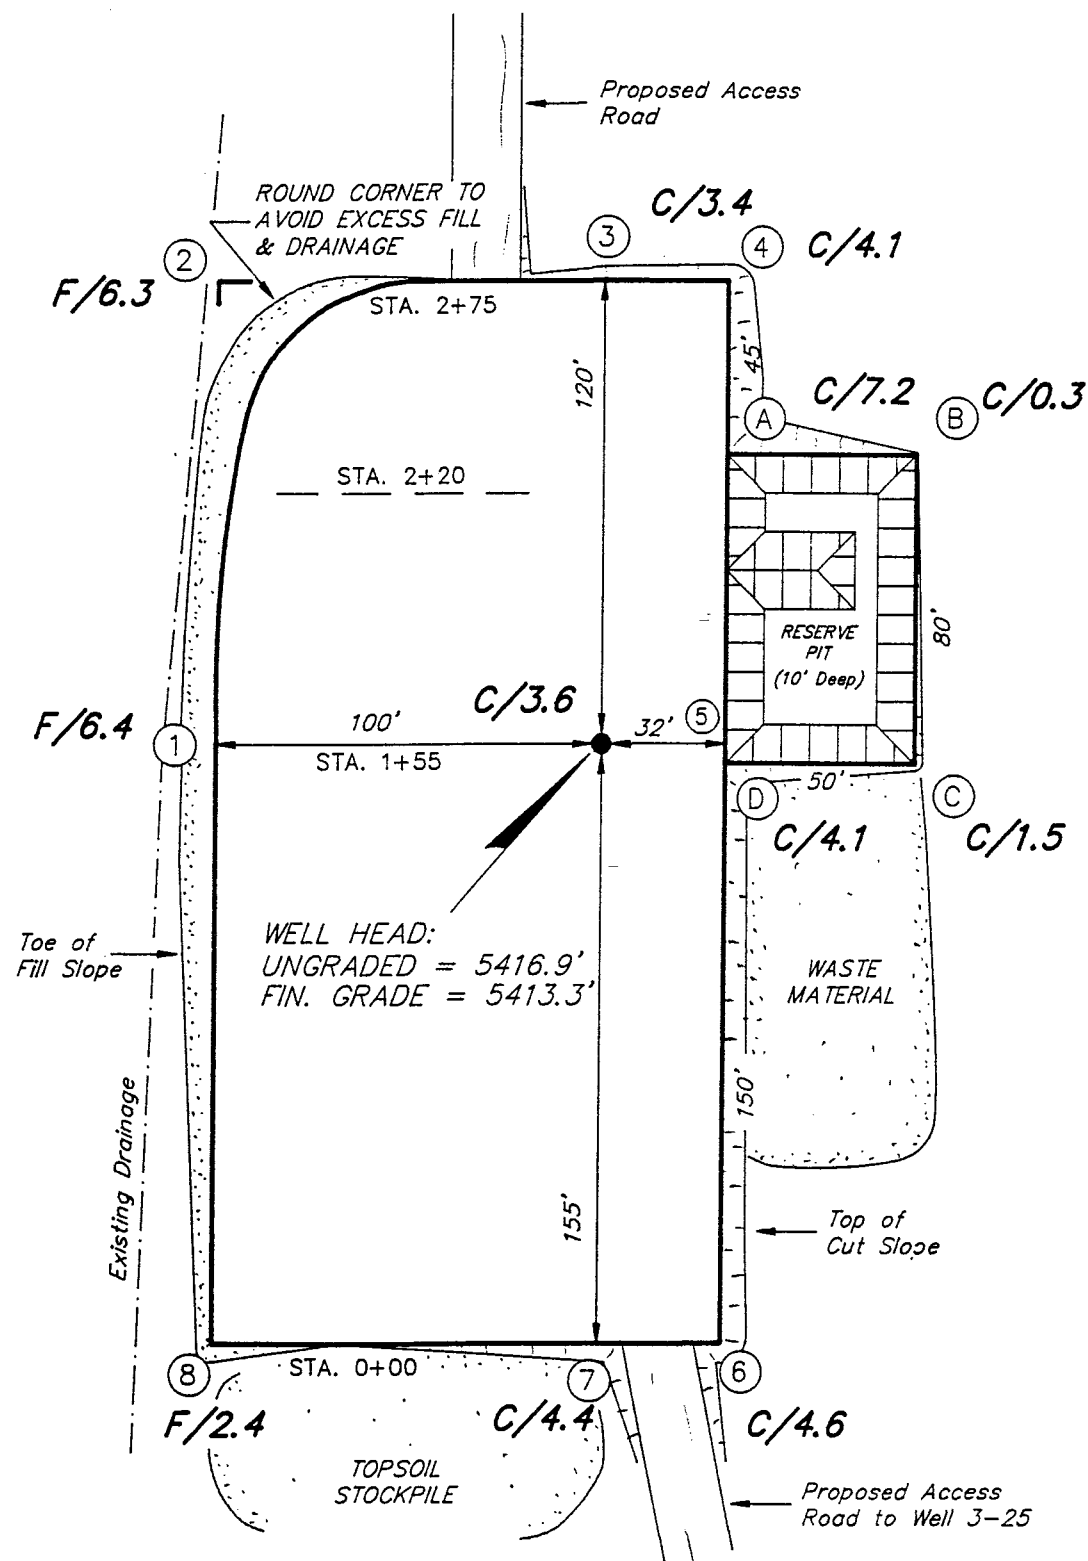 Proposed Access
Road
ROUND CORNER TO
AVOID EXCESS FILL
& DRAINAGE
C/3.4
3
4
C/4.1
2
F/6.3
STA. 2+75
45'
120'
C/7.2
A
B
C/0.3
STA. 2+20
RESERVE
PIT
(10' Deep)
80'
C/3.6
F/6.4
1
100'
32'
5
STA. 1+55
50'
D
C
C/4.1
C/1.5
WELL HEAD:
UNGRADED = 5416.9'
FIN. GRADE = 5413.3'
Toe of
Fill Slope
WASTE
MATERIAL
150'
Existing Drainage
155'
Top of
Cut Slope
8
STA. 0+00
7
6
F/2.4
C/4.4
C/4.6
TOPSOIL
STOCKPILE
Proposed Access
Road to Well 3-25